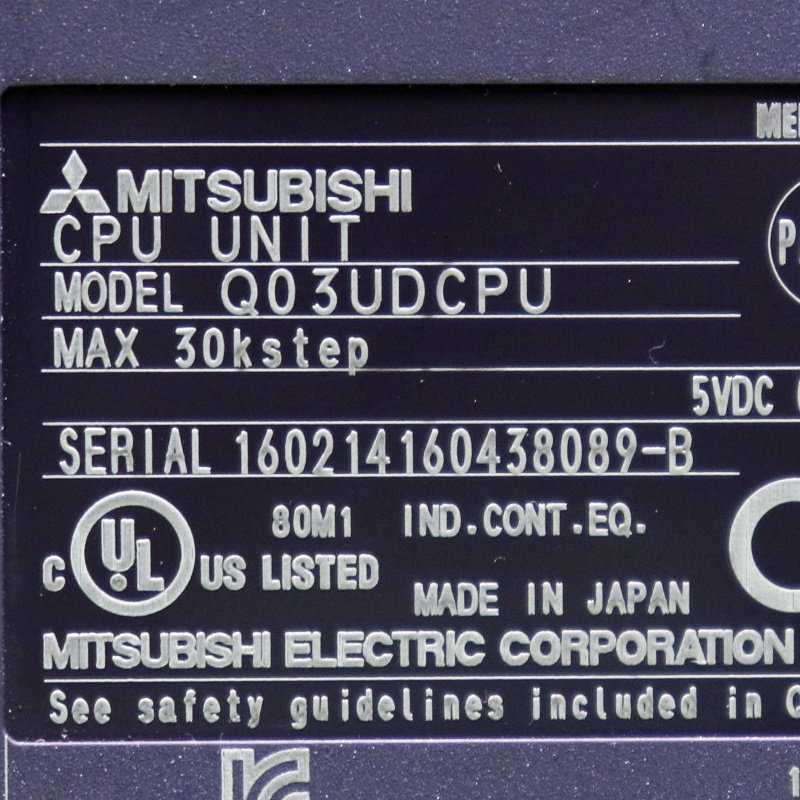 MITSUBISHI
CPU UNIT
MODEL Q03UDCPU
MAX 30kstep
5VDC
SERIAL 160214160438089-B
80M1 IND.CONT.EQ.
C UL US LISTED
MADE IN JAPAN
MITSUBISHI ELECTRIC CORPORATION
See safety guidelines included in